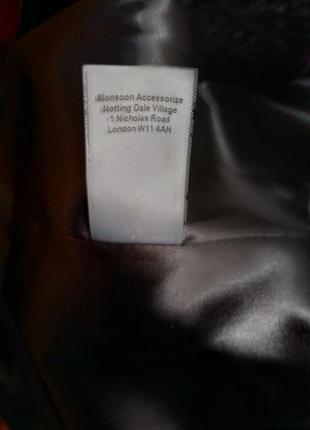 Monsoon Accessorize
Notting Dale Village
1 Nicholas Road
London W11 4AN